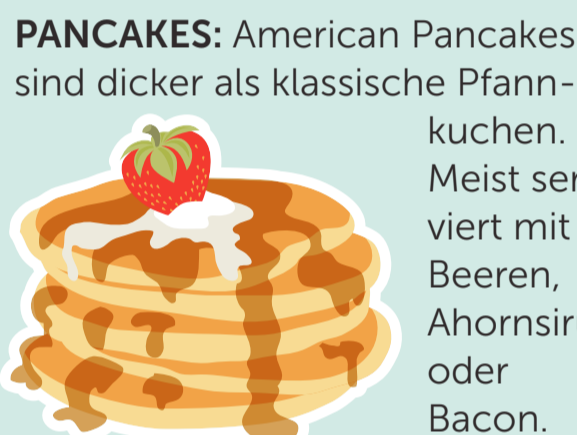 PANCAKES: American Pancakes
sind dicker als klassische Pfann-
kuchen.
Meist ser
viert mit
Beeren,
Ahornsir
oder
Bacon.